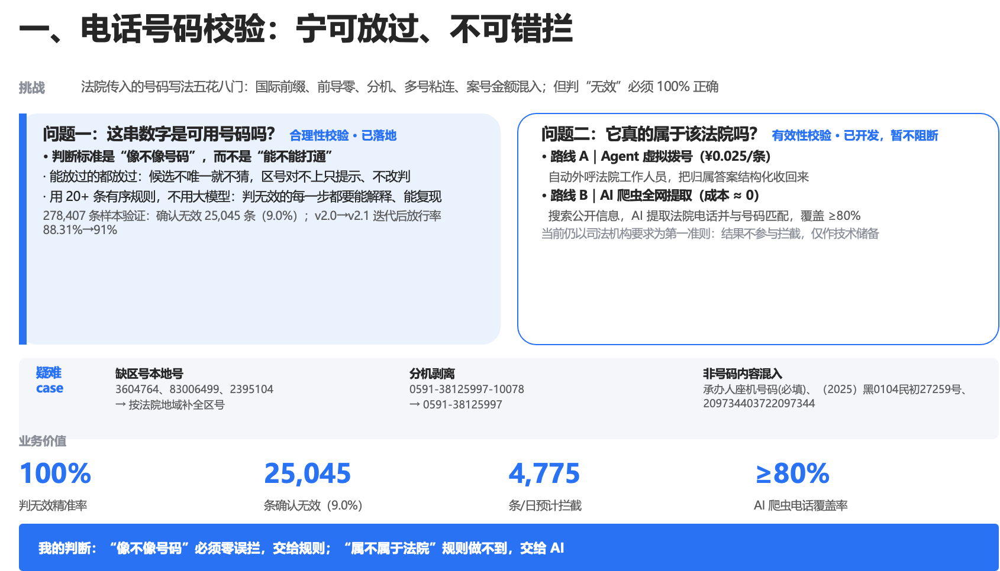 一、电话号码校验：宁可放过、不可错拦
挑战
法院传入的号码写法五花八门：国际前缀、前导零、分机、多号粘连、案号金额混入；但判“无效”必须 100% 正确
问题一：这串数字是可用号码吗？ 合理性校验・已落地
• 判断标准是“像不像号码”，而不是“能不能打通”
· 能放过的都放过：候选不唯一就不猜，区号对不上只提示、不改判
· 用 20+ 条有序规则，不用大模型：判无效的每一步都要能解释、能复现
278,407 条样本验证：确认无效 25,045 条（9.0%）；v2.0→v2.1 迭代后放行率
88.31%→91%
问题二：它真的属于该法院吗？ 有效性校验・已开发，暂不阻断
• 路线 A｜Agent 虚拟拨号（¥0.025/条）
自动外呼法院工作人员，把归属答案结构化收回来
• 路线 B｜AI 爬虫全网提取（成本 ≈ 0）
搜索公开信息，AI 提取法院电话并与号码匹配，覆盖 ≥80%
当前仍以司法机构要求为第一准则：结果不参与拦截，仅作技术储备
疑难
case
缺区号本地号
3604764、83006499、2395104
→ 按法院地域补全区号
分机剥离
0591-38125997-10078
→ 0591-38125997
非号码内容混入
承办人座机号码(必填)、（2025）黑0104民初27259号、
209734403722097344
业务价值
100%
判无效精准率
25,045
条确认无效（9.0%）
4,775
条/日预计拦截
≥80%
AI 爬虫电话覆盖率
我的判断：“像不像号码”必须零误拦，交给规则；“属不属于法院”规则做不到，交给 AI